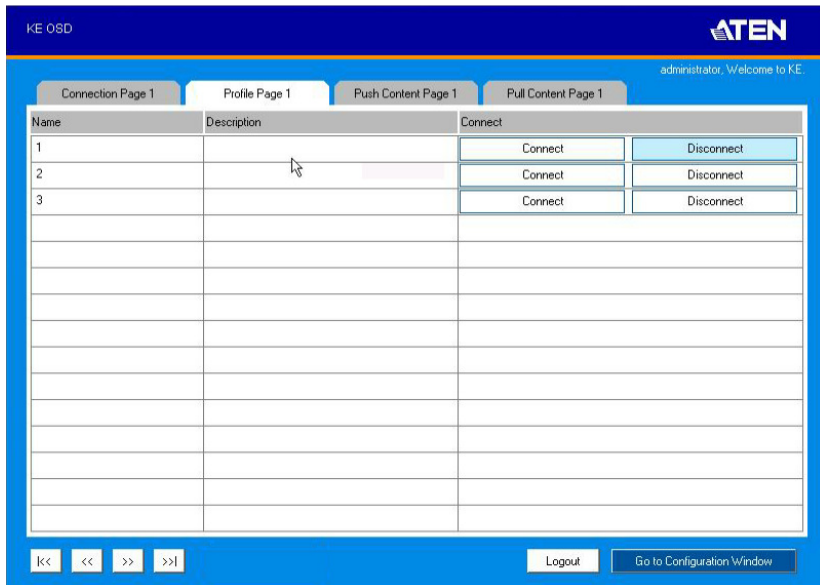 KE OSD
ATEN
administrator, Welcome to KE.
Connection Page 1 Profile Page 1 Push Content Page 1 Pull Content Page 1
Name Description Connect
1 Connect Disconnect
2 Connect Disconnect
3 Connect Disconnect
|<< << >> >>| Logout Go to Configuration Window